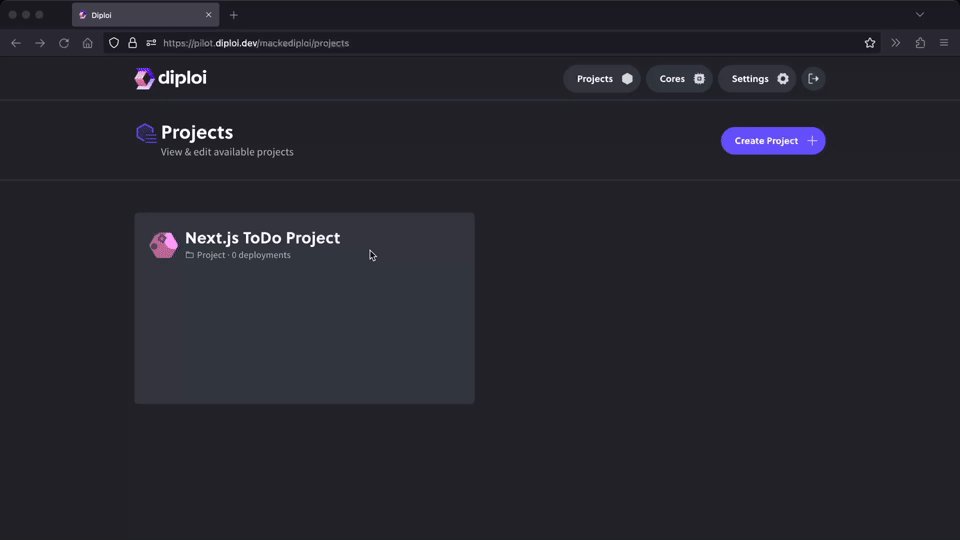 Diploi
https://pilot.diploi.dev/mackediploi/projects
diploi
Projects
Cores
Settings
Projects
View & edit available projects
Create Project
Next.js ToDo Project
Project · 0 deployments